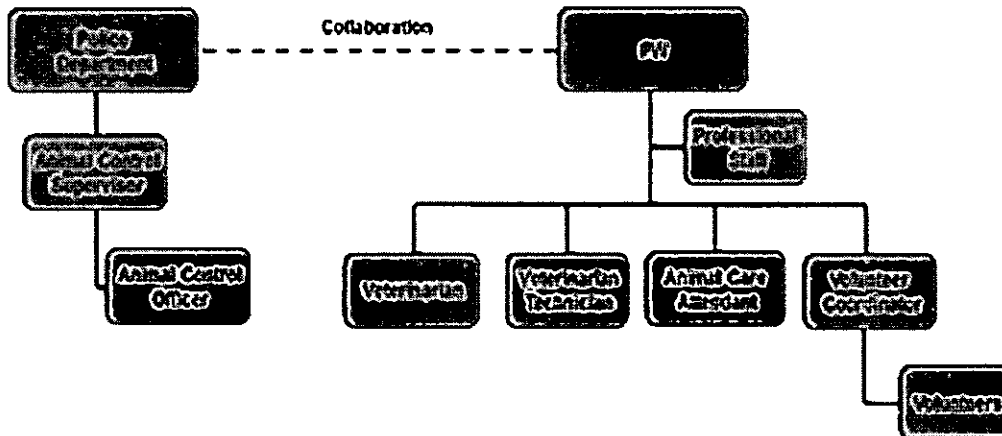 Collaboration
Police
Department
PW
Professional
Staff
Animal Control
Supervisor
Animal Control
Officer
Veterinarian
Veterinarian
Technician
Animal Care
Attendant
Volunteer
Coordinator
Volunteers